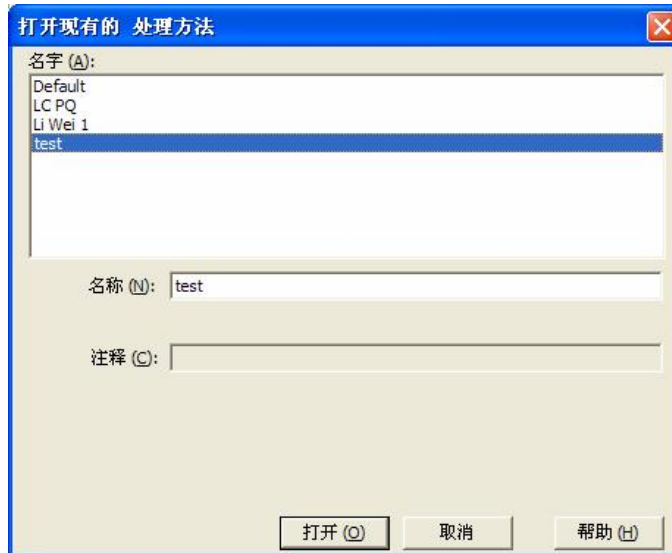 打开现有的 处理方法
名字 (A):
Default
LC PQ
Li Wei 1
test
名称 (N): test
注释 (C):
打开 (O) 取消 帮助 (H)